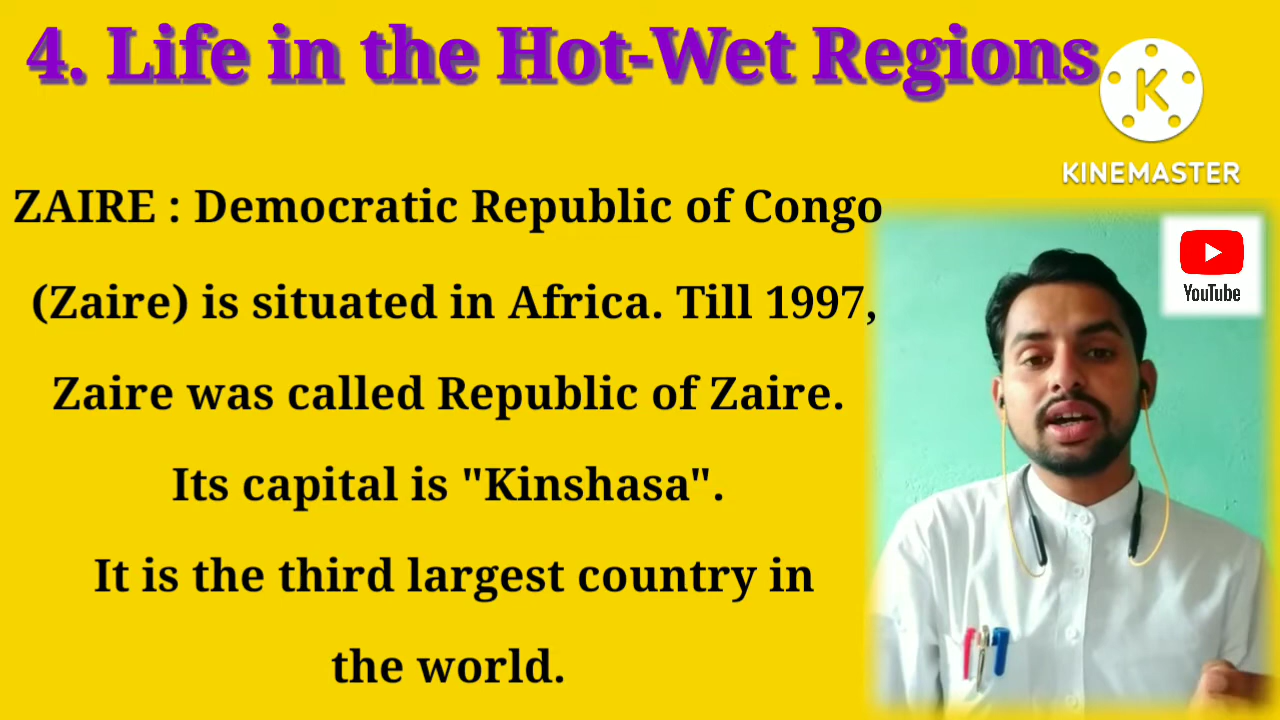 4. Life in the Hot-Wet Regions
K
KINEMASTER
ZAIRE : Democratic Republic of Congo
(Zaire) is situated in Africa. Till 1997,
Zaire was called Republic of Zaire.
Its capital is "Kinshasa".
It is the third largest country in
the world.
YouTube